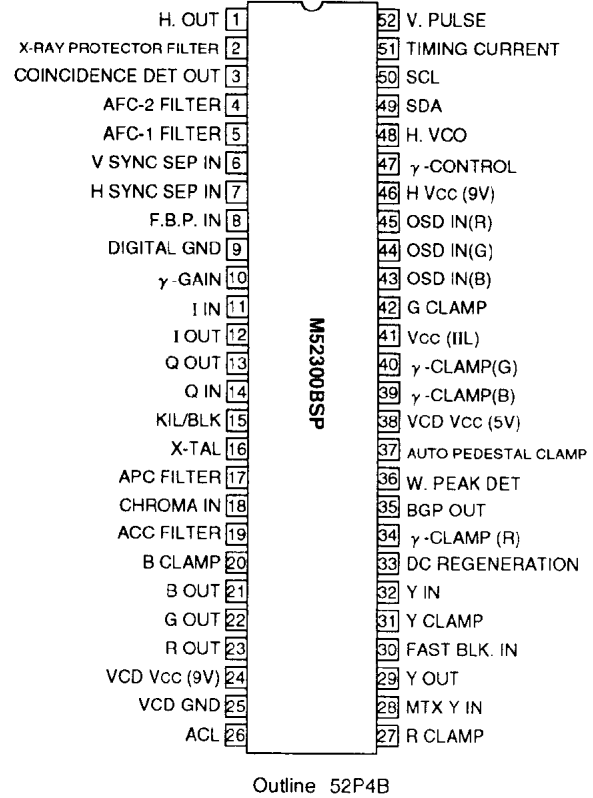 H. OUT 1 52 V. PULSE
X-RAY PROTECTOR FILTER 2 51 TIMING CURRENT
COINCIDENCE DET OUT 3 50 SCL
AFC-2 FILTER 4 49 SDA
AFC-1 FILTER 5 48 H. VCO
V SYNC SEP IN 6 47 γ-CONTROL
H SYNC SEP IN 7 46 H Vcc (9V)
F.B.P. IN 8 45 OSD IN(R)
DIGITAL GND 9 44 OSD IN(G)
γ-GAIN 10 43 OSD IN(B)
I IN 11 42 G CLAMP
I OUT 12 41 Vcc (IIL)
Q OUT 13 40 γ-CLAMP(G)
Q IN 14 39 γ-CLAMP(B)
KIL/BLK 15 38 VCD Vcc (5V)
X-TAL 16 37 AUTO PEDESTAL CLAMP
APC FILTER 17 36 W. PEAK DET
CHROMA IN 18 35 BGP OUT
ACC FILTER 19 34 γ-CLAMP (R)
B CLAMP 20 33 DC REGENERATION
B OUT 21 32 Y IN
G OUT 22 31 Y CLAMP
R OUT 23 30 FAST BLK. IN
VCD Vcc (9V) 24 29 Y OUT
VCD GND 25 28 MTX Y IN
ACL 26 27 R CLAMP
M52300BSP
Outline 52P4B